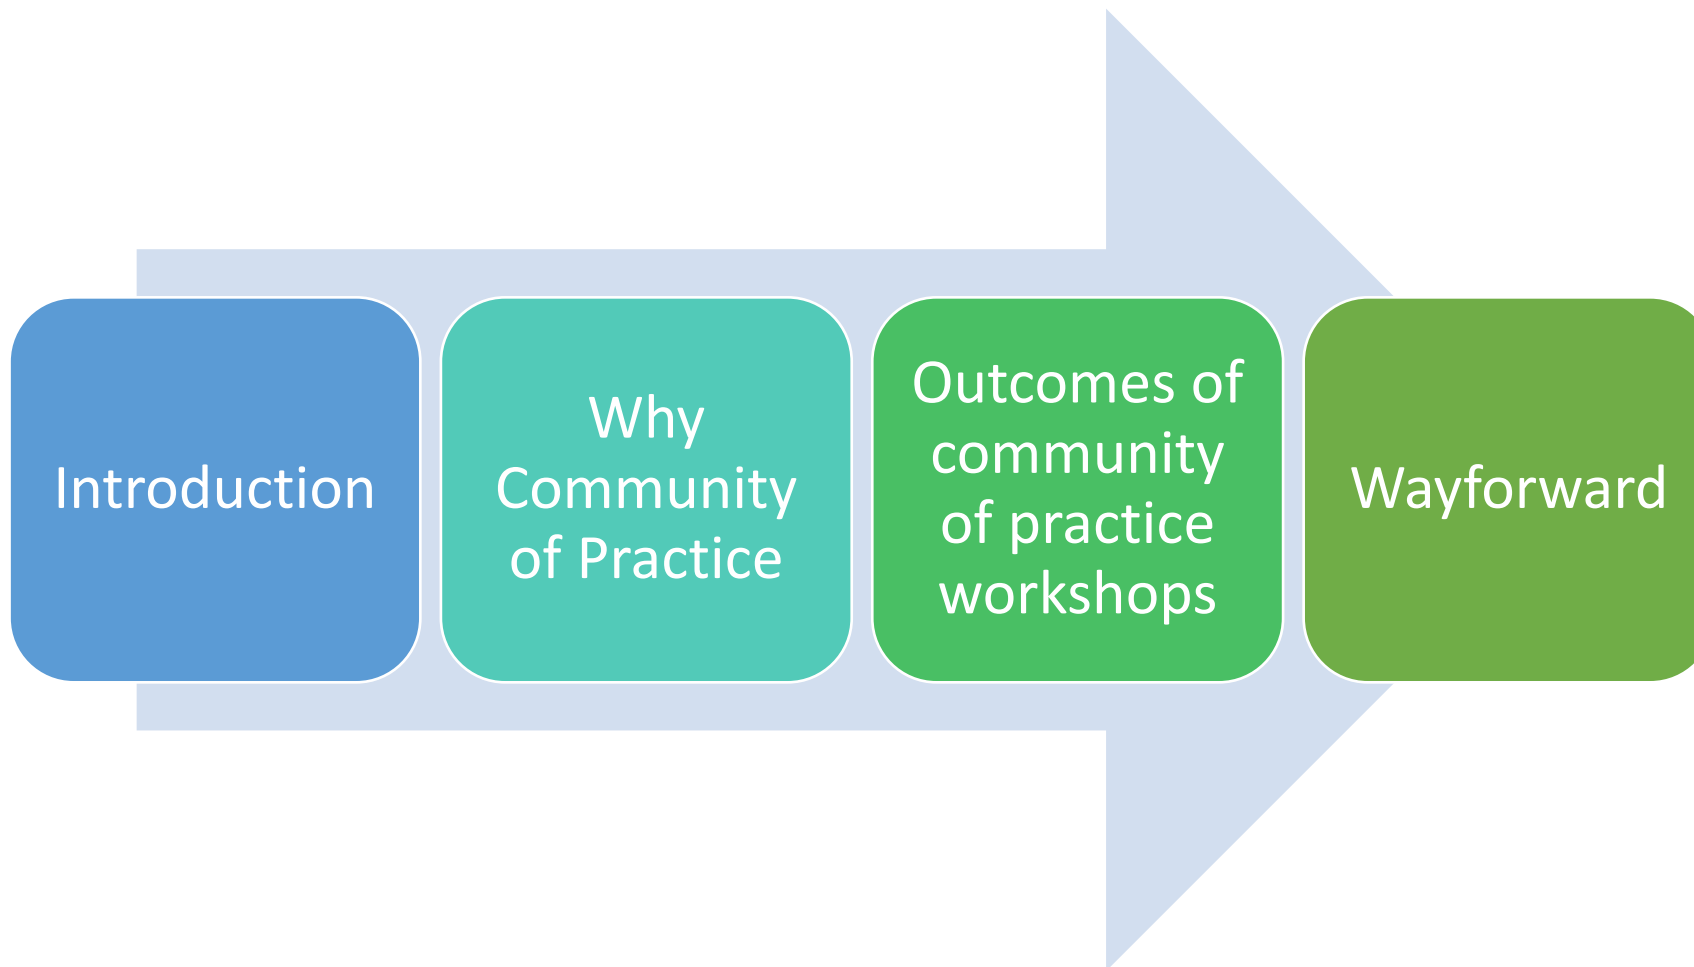 Introduction
Why
Community
of Practice
Outcomes of
community
of practice
workshops
Wayforward